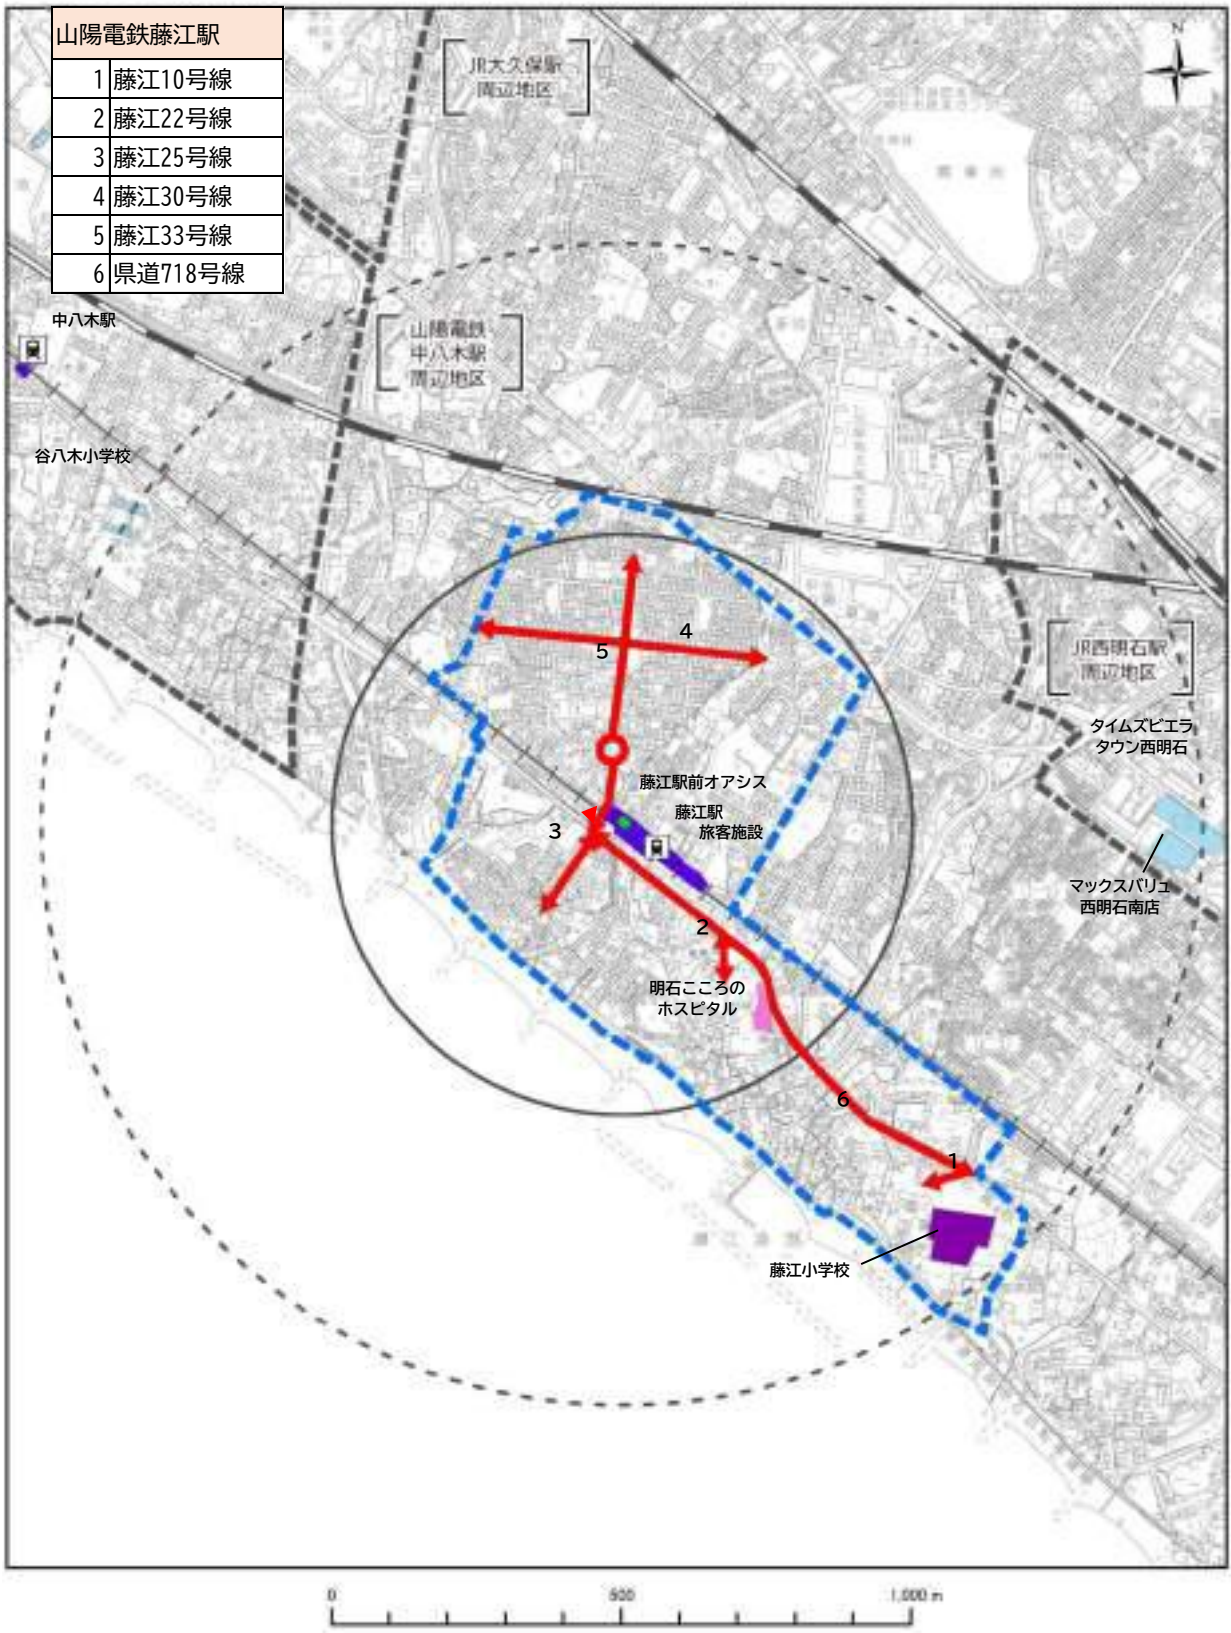 山陽電鉄藤江駅
1 藤江10号線
2 藤江22号線
3 藤江25号線
4 藤江30号線
5 藤江33号線
6 県道718号線
N
JR大久保駅
周辺地区
中八木駅
山陽電鉄
中八木駅
周辺地区
谷八木小学校
4
5
JR西明石駅
周辺地区
タイムズビエラ
タウン西明石
藤江駅前オアシス
藤江駅
旅客施設
3
マックスバリュ
西明石南店
2
明石こころの
ホスピタル
6
1
藤江小学校
0 500 1,000 m